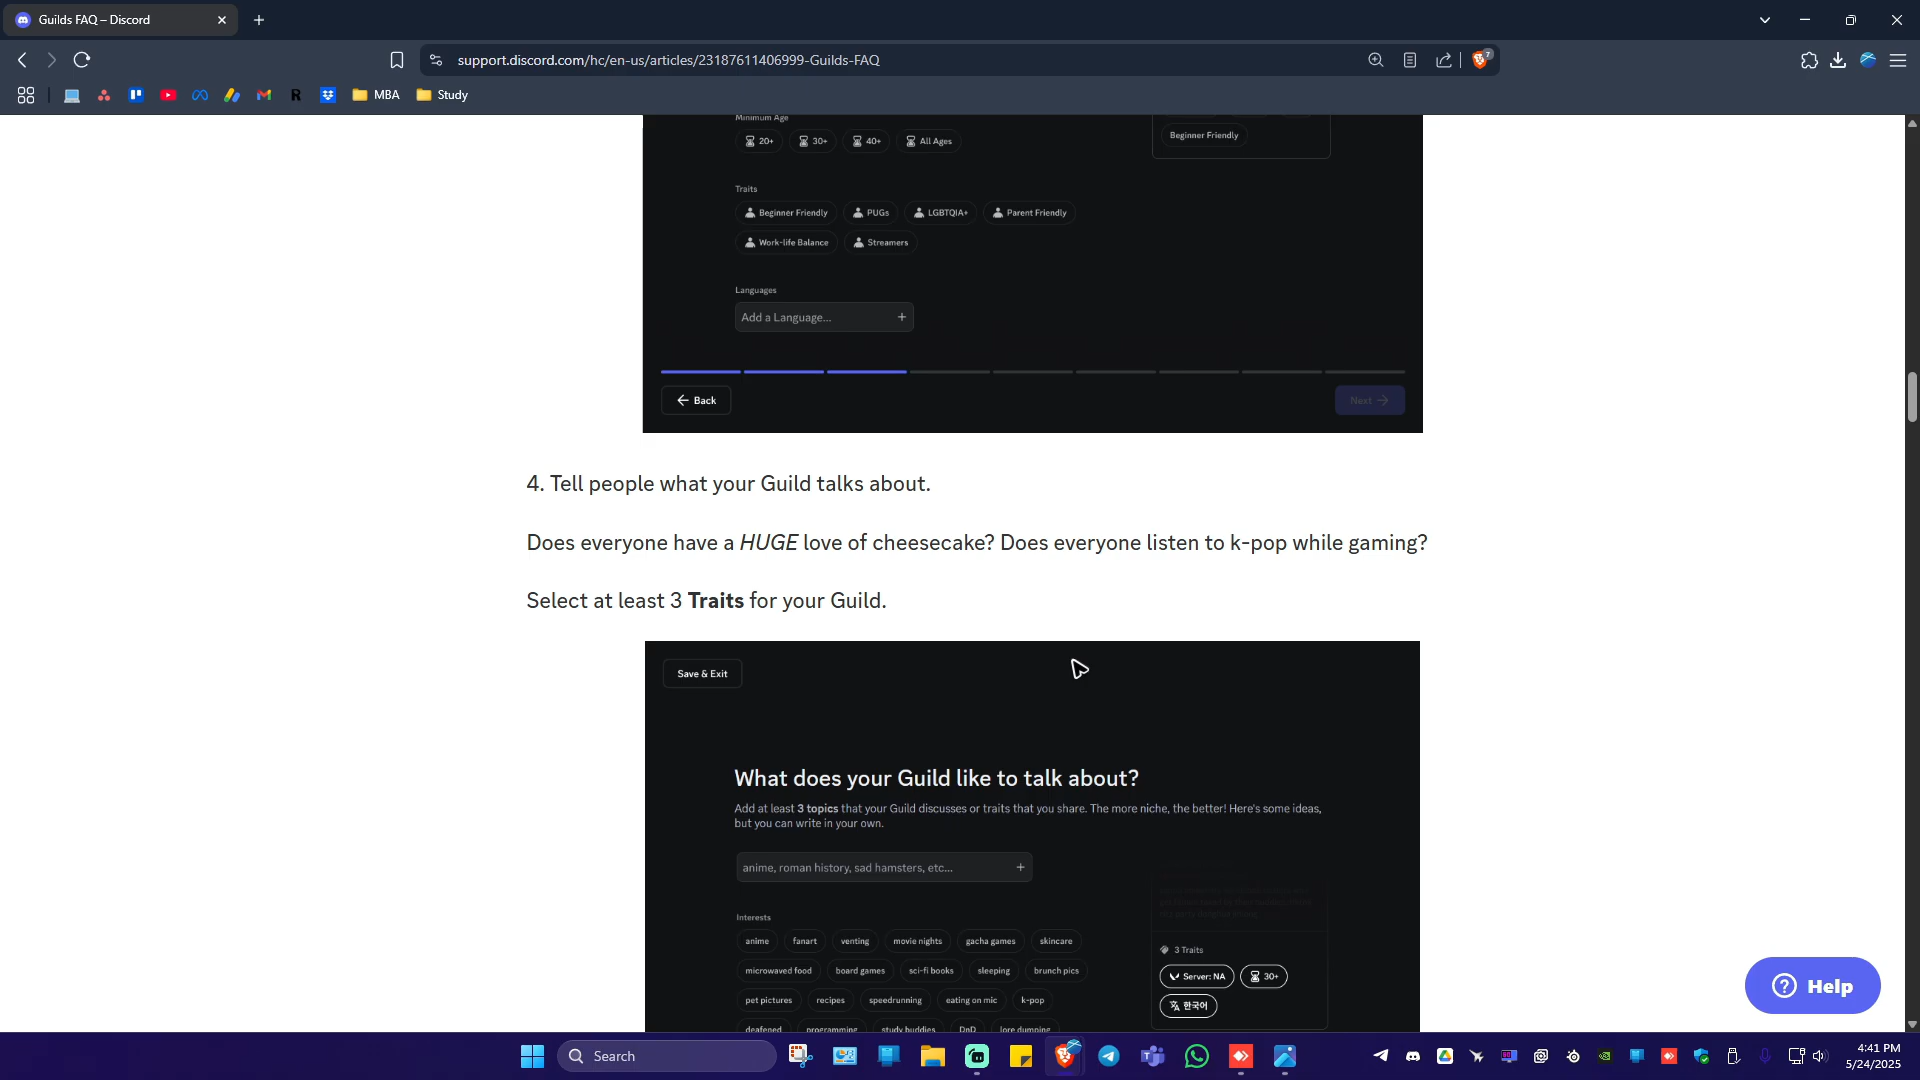 Guilds FAQ – Discord
support.discord.com/hc/en-us/articles/23187611406999-Guilds-FAQ
7
MBA
Study
Minimum Age
20+
30+
40+
All Ages
Beginner Friendly
Traits
Beginner Friendly
PUGs
LGBTQIA+
Parent Friendly
Work-life Balance
Streamers
Languages
Add a Language...
Back
Next
4. Tell people what your Guild talks about.
Does everyone have a HUGE love of cheesecake? Does everyone listen to k-pop while gaming?
Select at least 3 Traits for your Guild.
Save & Exit
What does your Guild like to talk about?
Add at least 3 topics that your Guild discusses or traits that you share. The more niche, the better! Here's some ideas,
but you can write in your own.
anime, roman history, sad hamsters, etc...
Interests
anime
fanart
venting
movie nights
gacha games
skincare
microwaved food
board games
sci-fi books
sleeping
brunch pics
pet pictures
recipes
speedrunning
eating on mic
k-pop
deafened
programming
study buddies
DnD
lore dumping
3 Traits
Server: NA
30+
한국어
Help
Search
4:41 PM
5/24/2025